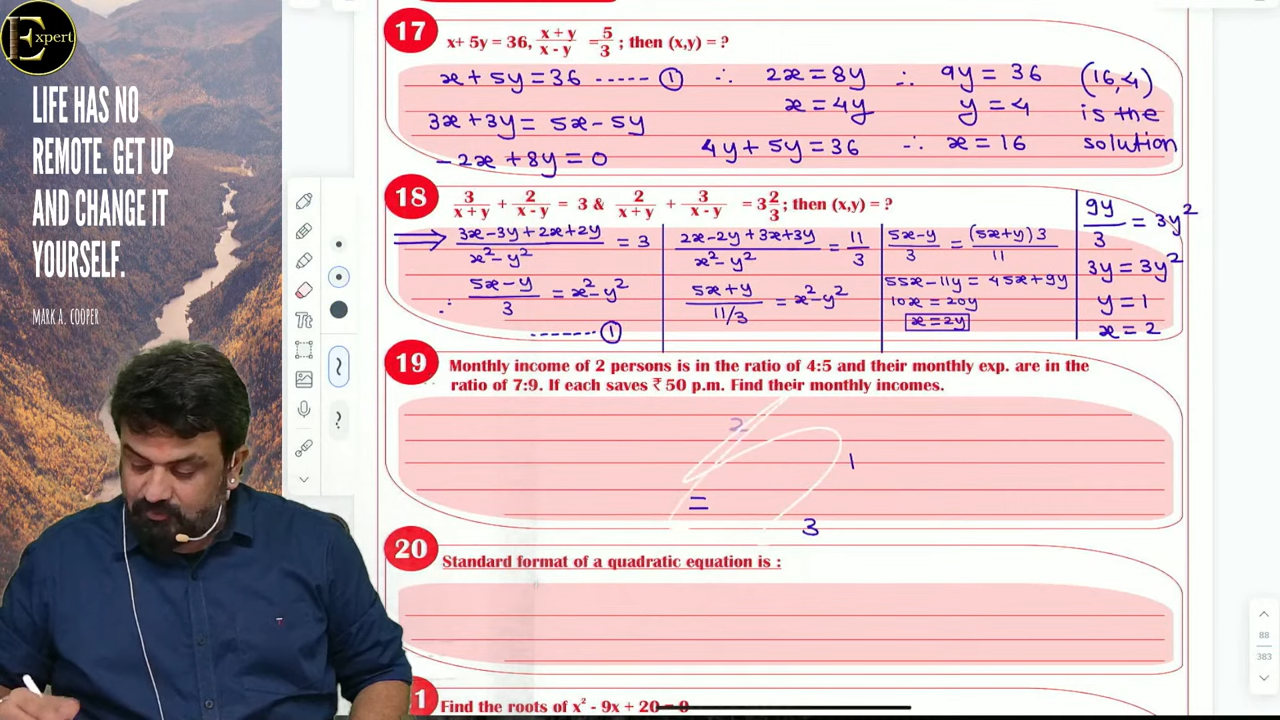 Expert
LIFE HAS NO
REMOTE. GET UP
AND CHANGE IT
YOURSELF.
MARK A. COOPER
17
x+ 5y = 36, x + y / x - y = 5/3 ; then (x,y) = ?
x + 5y = 36 ----- ①
3x + 3y = 5x - 5y
-2x + 8y = 0
∴ 2x = 8y
x = 4y
4y + 5y = 36
∴ 9y = 36
y = 4
∴ x = 16
(16,4)
is the
solution
18
3/x + y + 2/x - y = 3 & 2/x + y + 3/x - y = 3 2/3; then (x,y) = ?
⟹ 3x-3y+2x+2y / x²-y² = 3
∴ 5x-y / 3 = x²-y²
------- ①
2x-2y+3x+3y / x²-y² = 11/3
5x+y / 11/3 = x²-y²
5x-y / 3 = (5x+y)3 / 11
55x-11y = 45x+9y
10x = 20y
x = 2y
9y / 3 = 3y²
3y = 3y²
y = 1
x = 2
19
Monthly income of 2 persons is in the ratio of 4:5 and their monthly exp. are in the
ratio of 7:9. If each saves ₹ 50 p.m. Find their monthly incomes.
2
1
=
3
20
Standard format of a quadratic equation is :
1
Find the roots of x² - 9x + 20 = 0
Tt
?
88
383